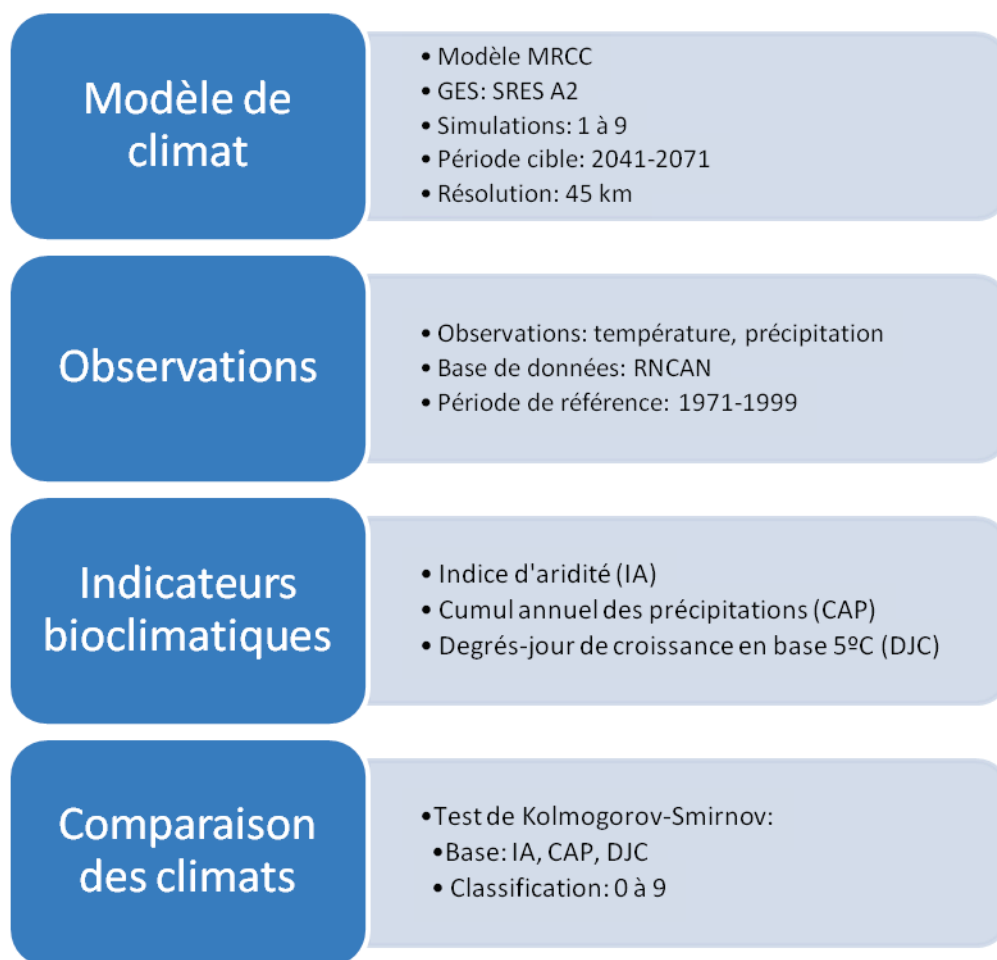 Modèle de
climat
• Modèle MRCC
• GES: SRES A2
• Simulations: 1 à 9
• Période cible: 2041-2071
• Résolution: 45 km
Observations
• Observations: température, précipitation
• Base de données: RNCAN
• Période de référence: 1971-1999
Indicateurs
bioclimatiques
• Indice d'aridité (IA)
• Cumul annuel des précipitations (CAP)
• Degrés-jour de croissance en base 5ºC (DJC)
Comparaison
des climats
•Test de Kolmogorov-Smirnov:
•Base: IA, CAP, DJC
• Classification: 0 à 9